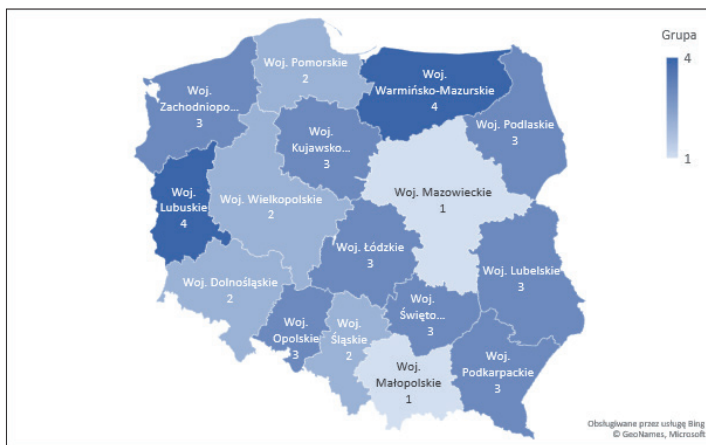 Grupa
4
1
Woj. Pomorskie
2
Woj.
Warmińsko-Mazurskie
4
Woj.
Zachodniopo...
3
Woj. Podlaskie
3
Woj.
Kujawsko...
3
Woj. Mazowieckie
1
Woj.
Lubuskie
4
Woj. Wielkopolskie
2
Woj. Łódzkie
3
Woj. Lubelskie
3
Woj. Dolnośląskie
2
Woj.
Święto...
3
Woj.
Opolskie
3
Woj.
Śląskie
2
Woj.
Małopolskie
1
Woj.
Podkarpackie
3
Obsługiwane przez usługę Bing
© GeoNames, Microsoft